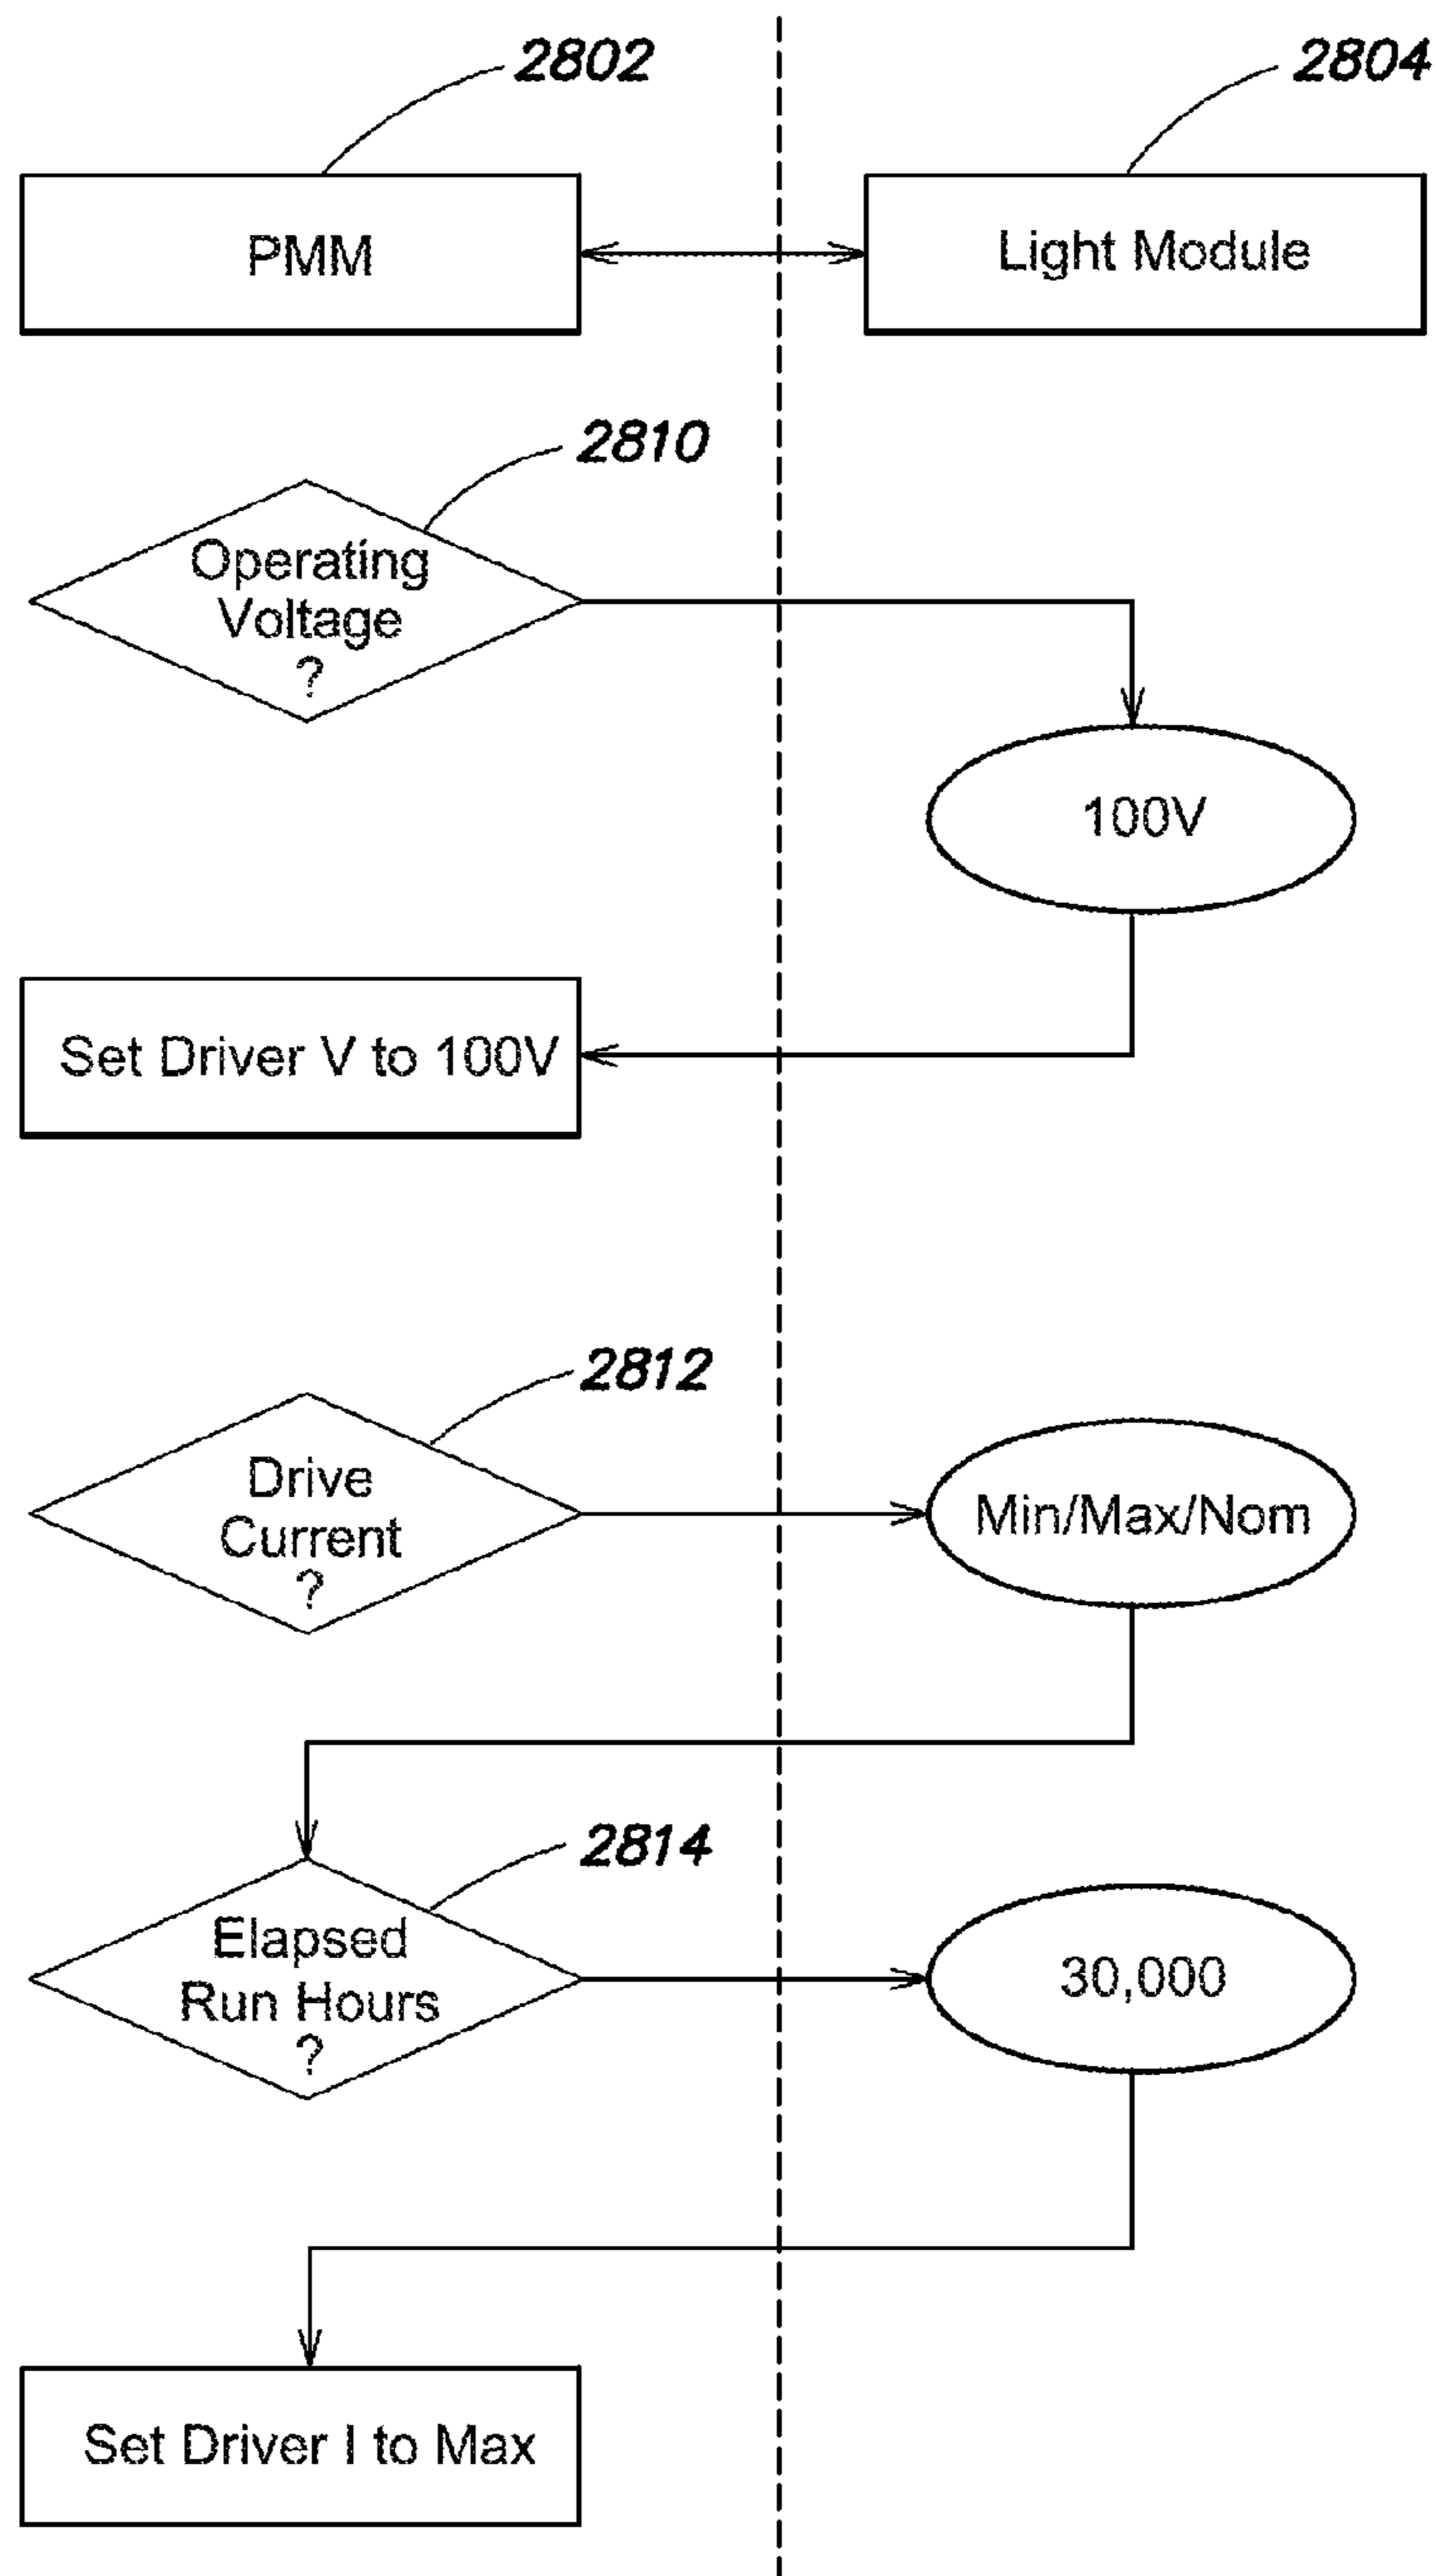 2802
2804
PMM
Light Module
2810
Operating
Voltage
?
100V
Set Driver V to 100V
2812
Drive
Current
?
Min/Max/Nom
2814
Elapsed
Run Hours
?
30,000
Set Driver I to Max